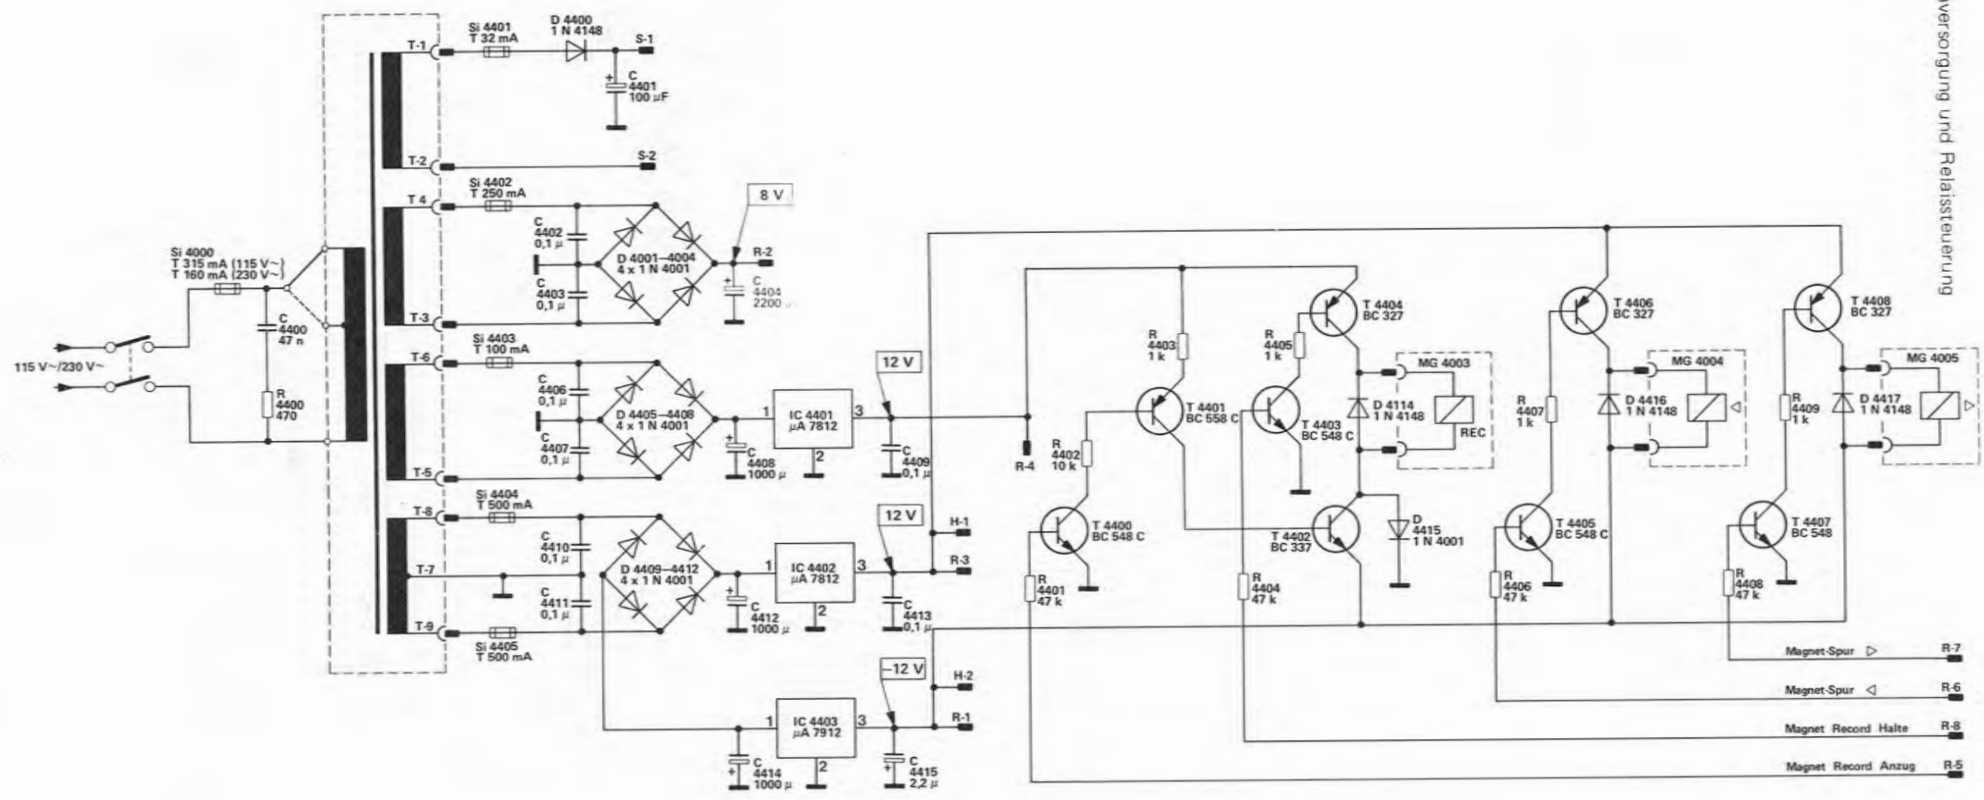 versorgung und Relaissteuerung
Si 4401
T 32 mA
D 4400
1 N 4148
T-1
S-1
+
C
4401
100 µF
T-2
S-2
Si 4402
T 250 mA
T 4
8 V
C
4402
0,1 µ
D 4001–4004
4 x 1 N 4001
R-2
C
4403
0,1 µ
+
C
4404
2200
T-3
Si 4000
T 315 mA (115 V~)
T 160 mA (230 V~)
C
4400
47 n
115 V~/230 V~
R
4400
470
Si 4403
T 100 mA
T-6
12 V
C
4406
0,1 µ
D 4405–4408
4 x 1 N 4001
1
IC 4401
µA 7812
3
2
C
4407
0,1 µ
+
C
4408
1000 µ
C
4409
0,1 µ
R-4
T-5
Si 4404
T 500 mA
T-8
12 V
H-1
C
4410
0,1 µ
D 4409–4412
4 x 1 N 4001
1
IC 4402
µA 7812
3
R-3
2
T-7
C
4411
0,1 µ
+
C
4412
1000 µ
C
4413
0,1 µ
T-9
Si 4405
T 500 mA
–12 V
H-2
1
IC 4403
µA 7912
3
R-1
2
+
C
4414
1000 µ
+
C
4415
2,2 µ
R
4403
1 k
R
4405
1 k
T 4404
BC 327
T 4406
BC 327
T 4408
BC 327
MG 4003
MG 4004
MG 4005
T 4401
BC 558 C
T 4403
BC 548 C
D 4114
1 N 4148
REC
R
4407
1 k
D 4416
1 N 4148
R
4409
1 k
D 4417
1 N 4148
R
4402
10 k
T 4400
BC 548 C
T 4402
BC 337
D
4415
1 N 4001
T 4405
BC 548 C
T 4407
BC 548
R
4401
47 k
R
4404
47 k
R
4406
47 k
R
4408
47 k
Magnet-Spur ▷ R-7
Magnet-Spur ◁ R-6
Magnet Record Halte R-8
Magnet Record Anzug R-5